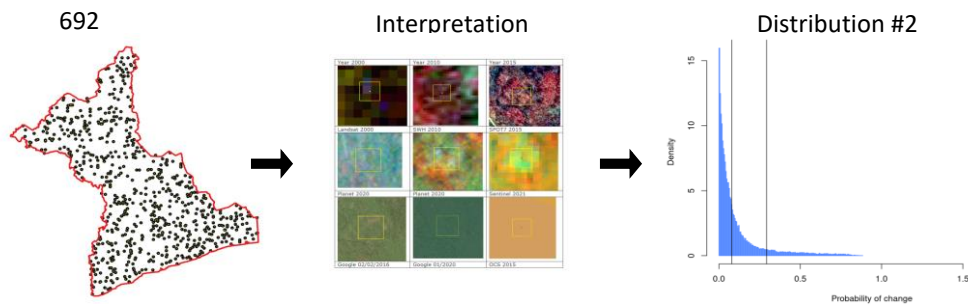 692
Interpretation
Distribution #2
Year 2000 Year 2010 Year 2015
Landsat 2000 SWH 2010 SPOT7 2015
Planet 2020 Planet 2020 Sentinel 2021
Google 02/02/2016 Google 01/2020 OCS 2015
15
10
5
0
Density
0.0 0.5 1.0 1.5
Probability of change